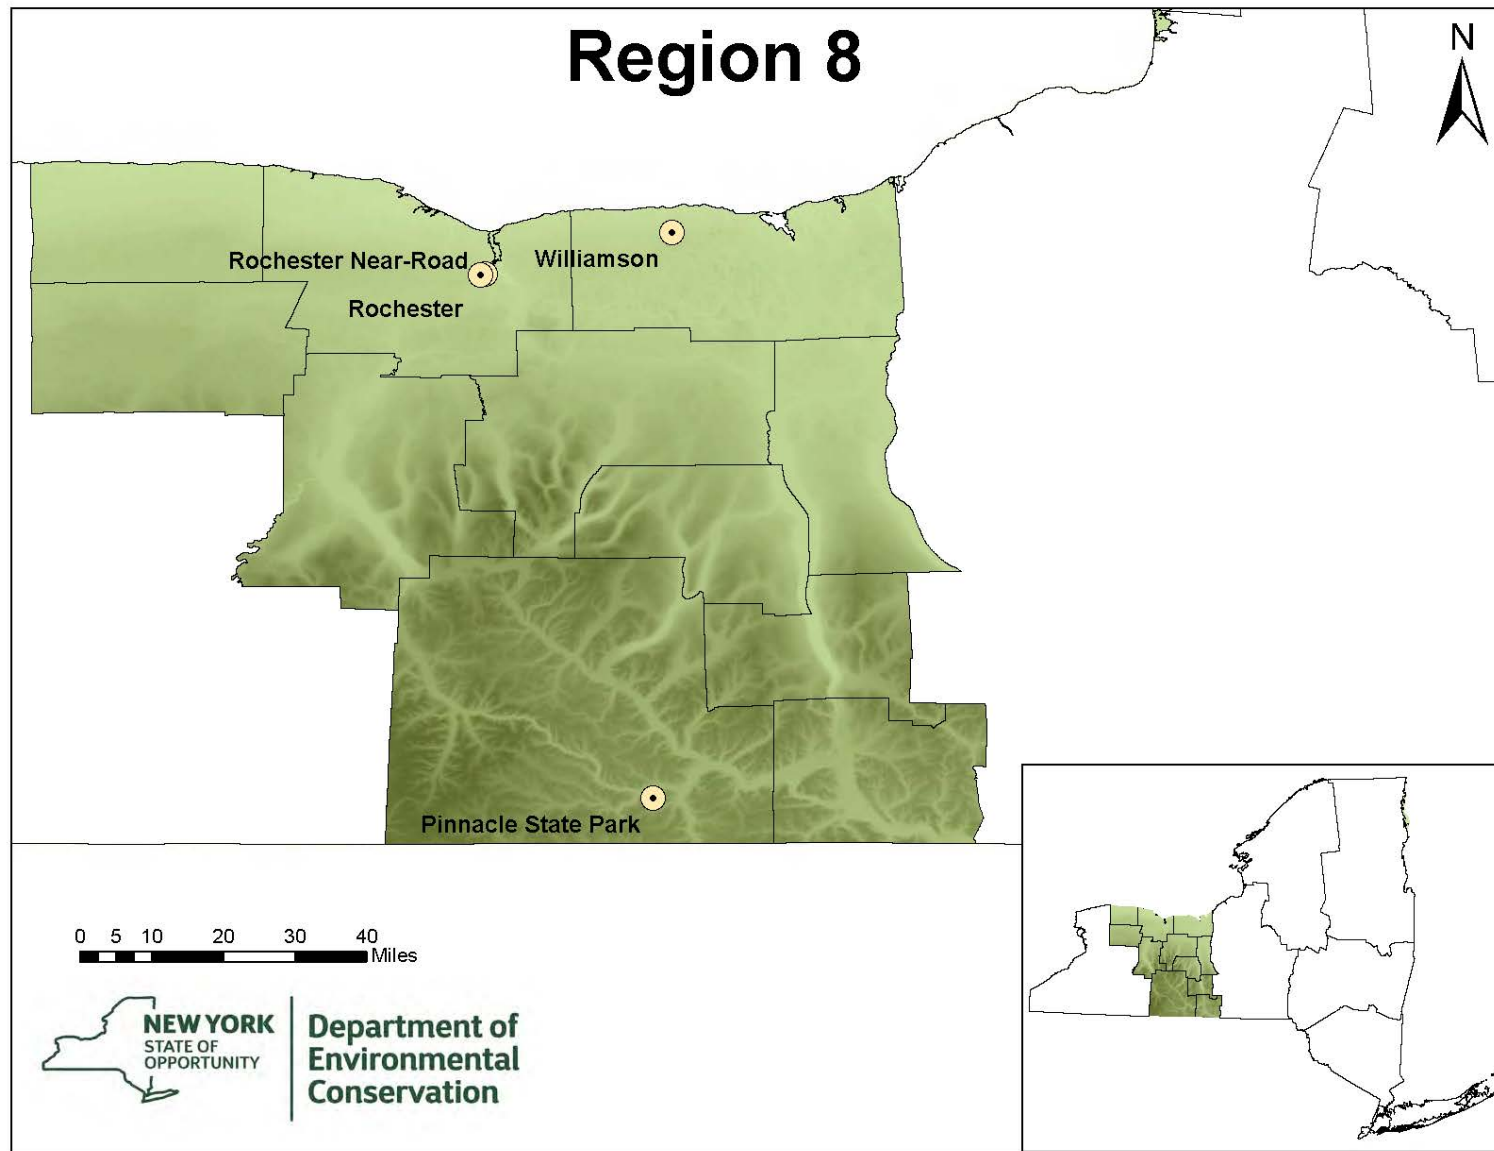 Region 8
N
Rochester Near-Road
Williamson
Rochester
Pinnacle State Park
0 5 10 20 30 40
Miles
NEW YORK
STATE OF
OPPORTUNITY
Department of
Environmental
Conservation